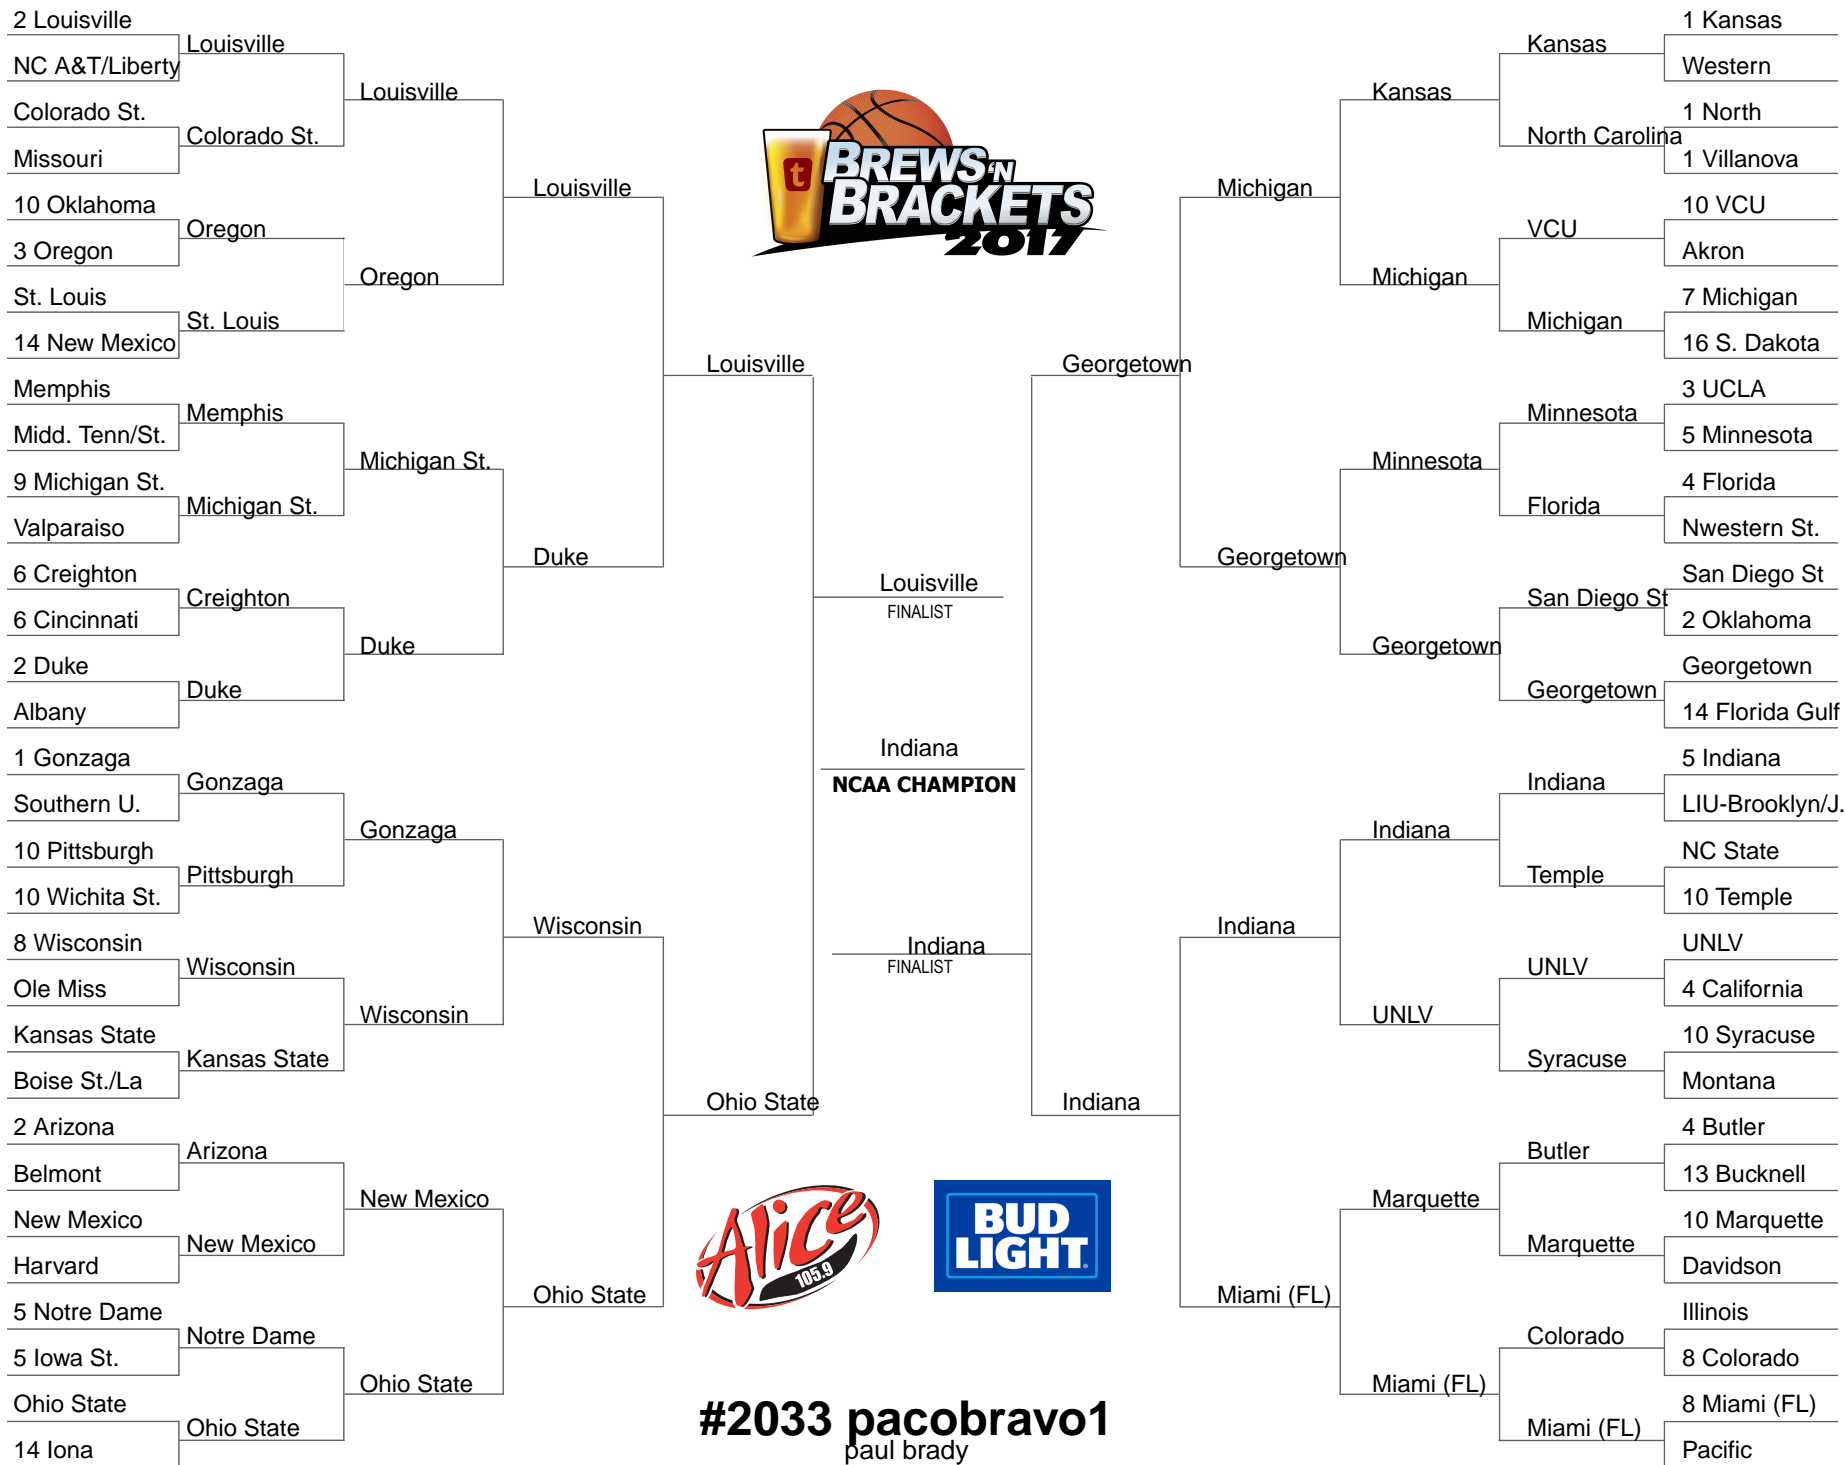 2 Louisville
NC A&T/Liberty
Colorado St.
Missouri
10 Oklahoma
3 Oregon
St. Louis
14 New Mexico
Memphis
Midd. Tenn/St.
9 Michigan St.
Valparaiso
6 Creighton
6 Cincinnati
2 Duke
Albany
1 Gonzaga
Southern U.
10 Pittsburgh
10 Wichita St.
8 Wisconsin
Ole Miss
Kansas State
Boise St./La
2 Arizona
Belmont
New Mexico
Harvard
5 Notre Dame
5 Iowa St.
Ohio State
14 Iona
Louisville
Colorado St.
Oregon
St. Louis
Memphis
Michigan St.
Creighton
Duke
Gonzaga
Pittsburgh
Wisconsin
Kansas State
Arizona
New Mexico
Notre Dame
Ohio State
Louisville
Oregon
Michigan St.
Duke
Gonzaga
Wisconsin
New Mexico
Ohio State
Louisville
Duke
Wisconsin
Ohio State
Louisville
Ohio State
t
BREWS'N
BRACKETS
2017
Louisville
FINALIST
Indiana
NCAA CHAMPION
Indiana
FINALIST
Alice
105.9
BUD
LIGHT
#2033 pacobravo1
paul brady
Georgetown
Indiana
Michigan
Georgetown
Indiana
Miami (FL)
Kansas
Michigan
Minnesota
Georgetown
Indiana
UNLV
Marquette
Miami (FL)
Kansas
North Carolina
VCU
Michigan
Minnesota
Florida
San Diego St
Georgetown
Indiana
Temple
UNLV
Syracuse
Butler
Marquette
Colorado
Miami (FL)
1 Kansas
Western
1 North
1 Villanova
10 VCU
Akron
7 Michigan
16 S. Dakota
3 UCLA
5 Minnesota
4 Florida
Nwestern St.
San Diego St
2 Oklahoma
Georgetown
14 Florida Gulf
5 Indiana
LIU-Brooklyn/J.
NC State
10 Temple
UNLV
4 California
10 Syracuse
Montana
4 Butler
13 Bucknell
10 Marquette
Davidson
Illinois
8 Colorado
8 Miami (FL)
Pacific